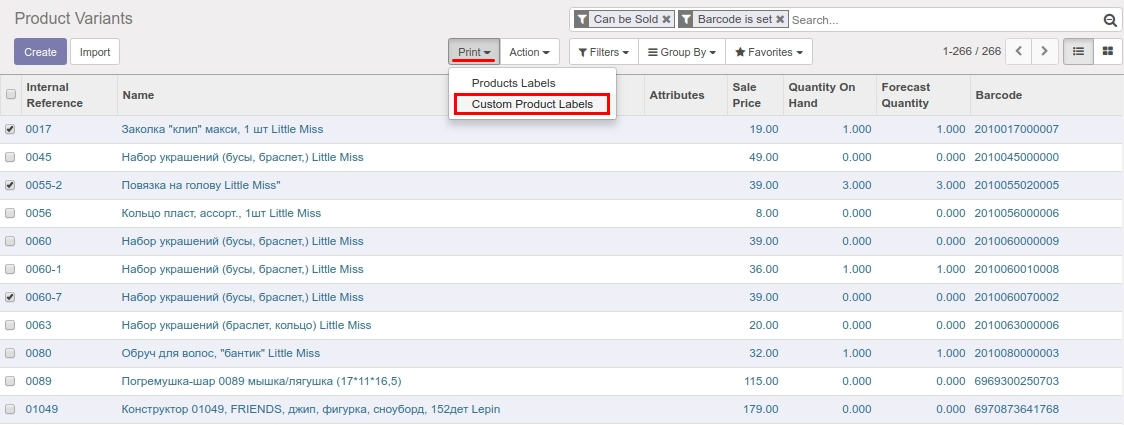 Product Variants
Can be Sold ✖ Barcode is set ✖ Search...
Create Import Print Action Filters Group By Favorites 1-266 / 266
Products Labels
Custom Product Labels
Internal Reference Name Attributes Sale Price Quantity On Hand Forecast Quantity Barcode
0017 Заколка "клип" макси, 1 шт Little Miss 19.00 1.000 1.000 2010017000007
0045 Набор украшений (бусы, браслет,) Little Miss 49.00 0.000 0.000 2010045000000
0055-2 Повязка на голову Little Miss" 39.00 3.000 3.000 2010055020005
0056 Кольцо пласт, ассорт., 1шт Little Miss 8.00 0.000 0.000 2010056000006
0060 Набор украшений (бусы, браслет,) Little Miss 39.00 0.000 0.000 2010060000009
0060-1 Набор украшений (бусы, браслет,) Little Miss 36.00 1.000 1.000 2010060010008
0060-7 Набор украшений (бусы, браслет,) Little Miss 39.00 0.000 0.000 2010060070002
0063 Набор украшений (браслет, кольцо) Little Miss 20.00 0.000 0.000 2010063000006
0080 Обруч для волос, "бантик" Little Miss 32.00 1.000 1.000 2010080000003
0089 Погремушка-шар 0089 мышка/лягушка (17*11*16,5) 115.00 0.000 0.000 6969300250703
01049 Конструктор 01049, FRIENDS, джип, фигурка, сноуборд, 152дет Lepin 179.00 0.000 0.000 6970873641768